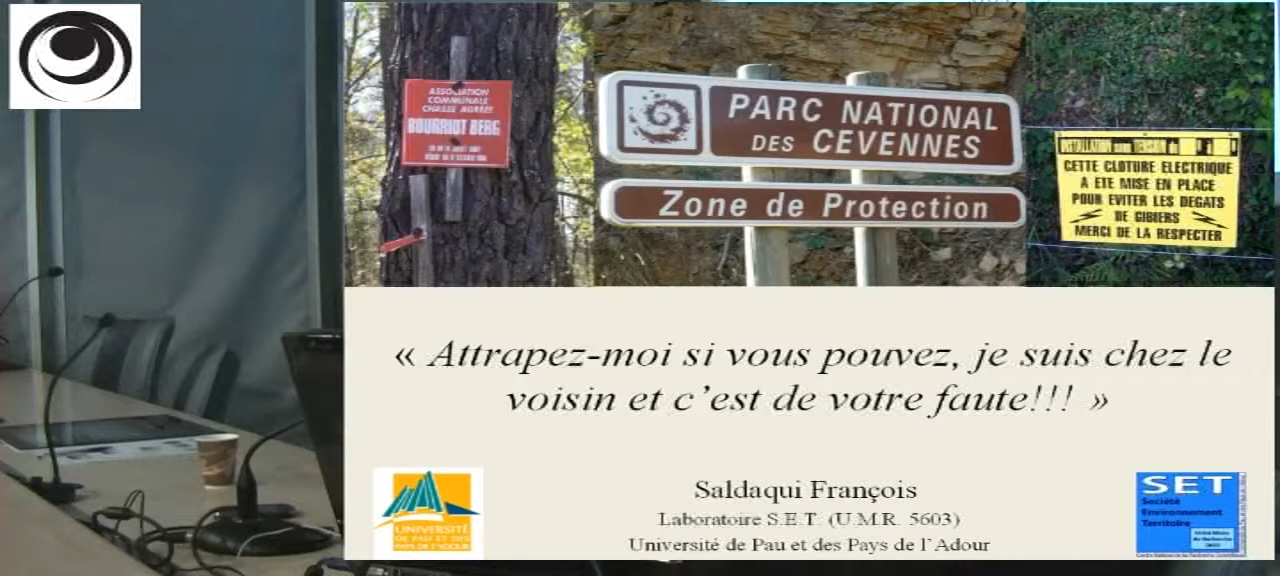 ASSOCIATION
COMMUNALE
CHASSE AGREEE
BOURRIOT BERG
PARC NATIONAL
DES CEVENNES
Zone de Protection
CETTE CLOTURE ELECTRIQUE
A ETE MISE EN PLACE
POUR EVITER LES DEGATS
DE GIBIERS
MERCI DE LA RESPECTER
« Attrapez-moi si vous pouvez, je suis chez le
voisin et c'est de votre faute!!! »
Saldaqui François
Laboratoire S.E.T. (U.M.R. 5603)
Université de Pau et des Pays de l'Adour
UNIVERSITÉ
DE PAU ET DES
PAYS DE L'ADOUR
SET
Société
Environnement
Territoire